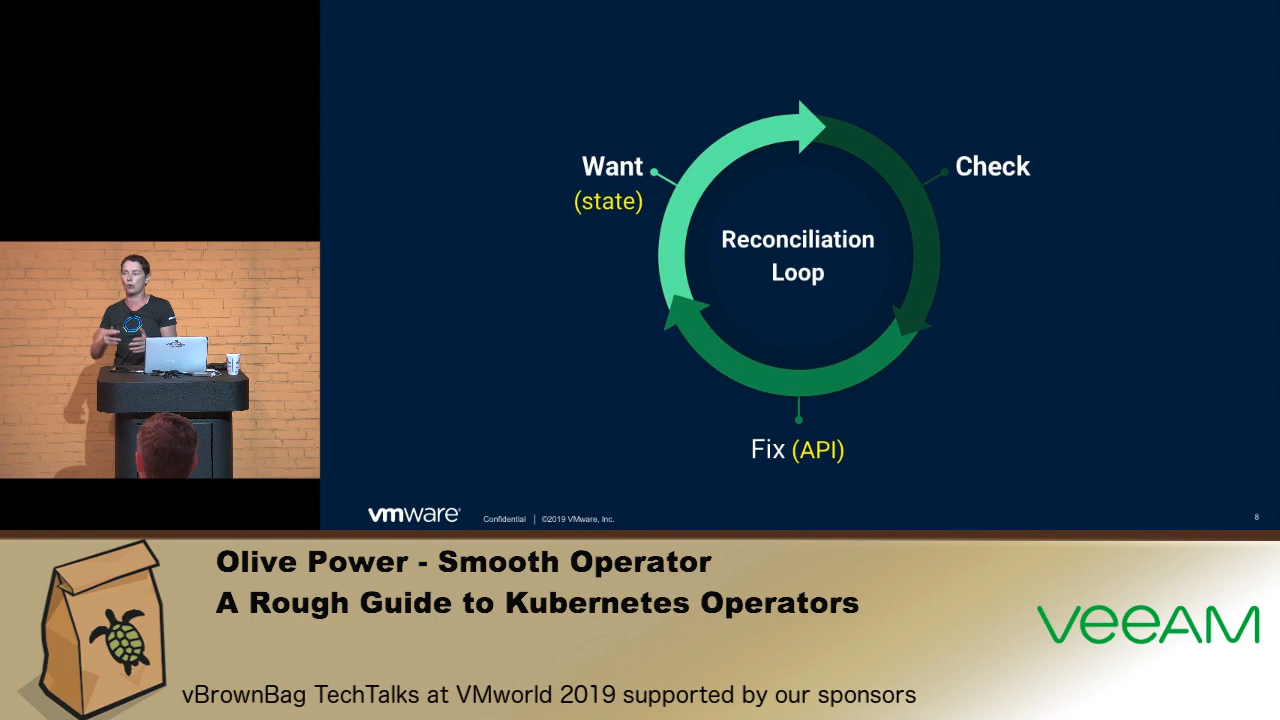 Want
(state)
Check
Reconciliation
Loop
Fix (API)
vmware
Confidential | ©2019 VMware, Inc.
8
Olive Power - Smooth Operator
A Rough Guide to Kubernetes Operators
veeAM
vBrownBag TechTalks at VMworld 2019 supported by our sponsors